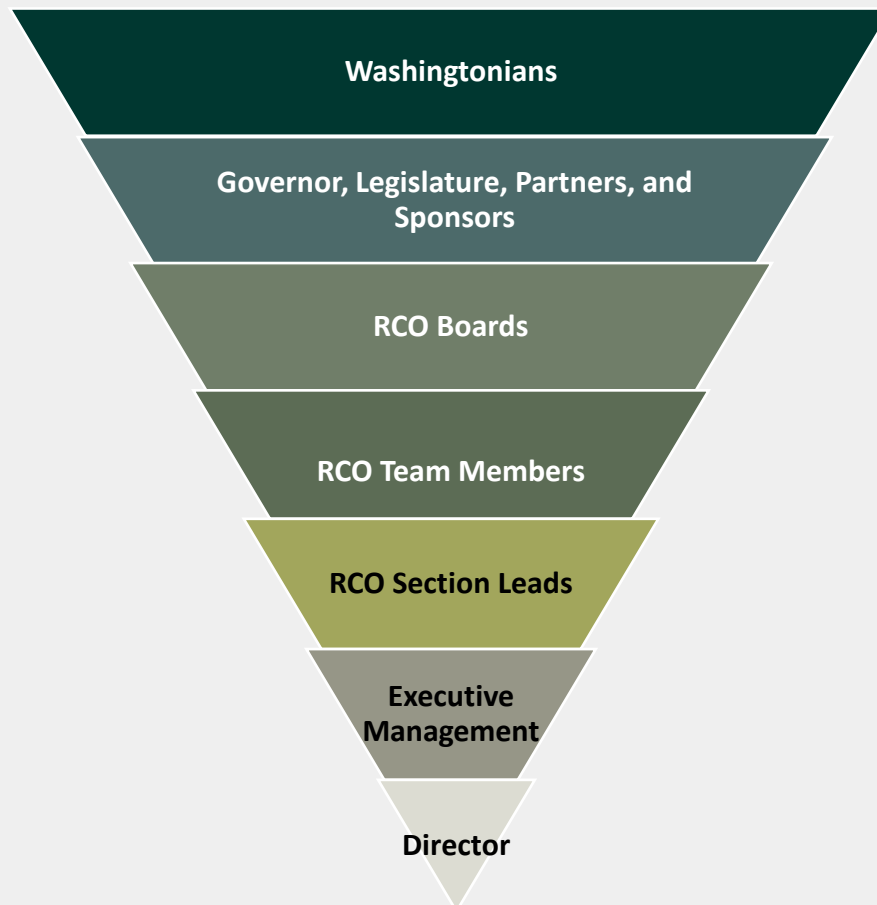 Washingtonians
Governor, Legislature, Partners, and
Sponsors
RCO Boards
RCO Team Members
RCO Section Leads
Executive
Management
Director